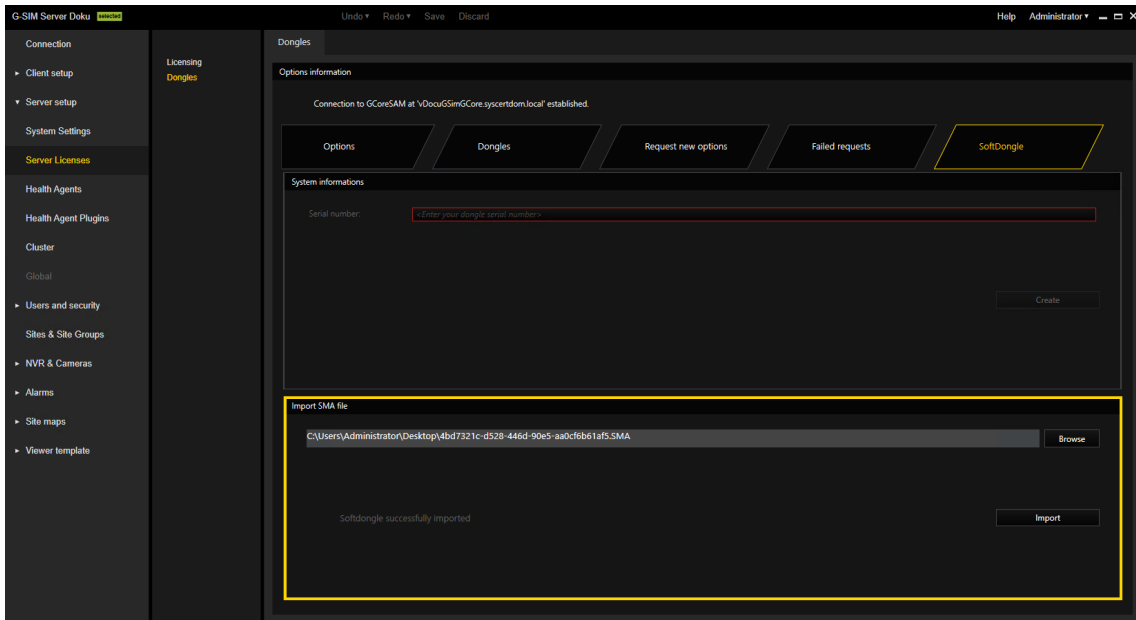 G-SIM Server Doku selected Undo Redo Save Discard Help Administrator
Connection
Client setup
Server setup
System Settings
Server Licenses
Health Agents
Health Agent Plugins
Cluster
Global
Users and security
Sites & Site Groups
NVR & Cameras
Alarms
Site maps
Viewer template
Licensing
Dongles
Dongles
Options information
Connection to GCoreSAM at 'vDocuGSimGCore.syscertdom.local' established.
Options Dongles Request new options Failed requests SoftDongle
System informations
Serial number: <Enter your dongle serial number>
Create
Import SMA file
C:\Users\Administrator\Desktop\4bd7321c-d528-446d-90e5-aa0cf6b61af5.SMA Browse
Softdongle successfully imported Import